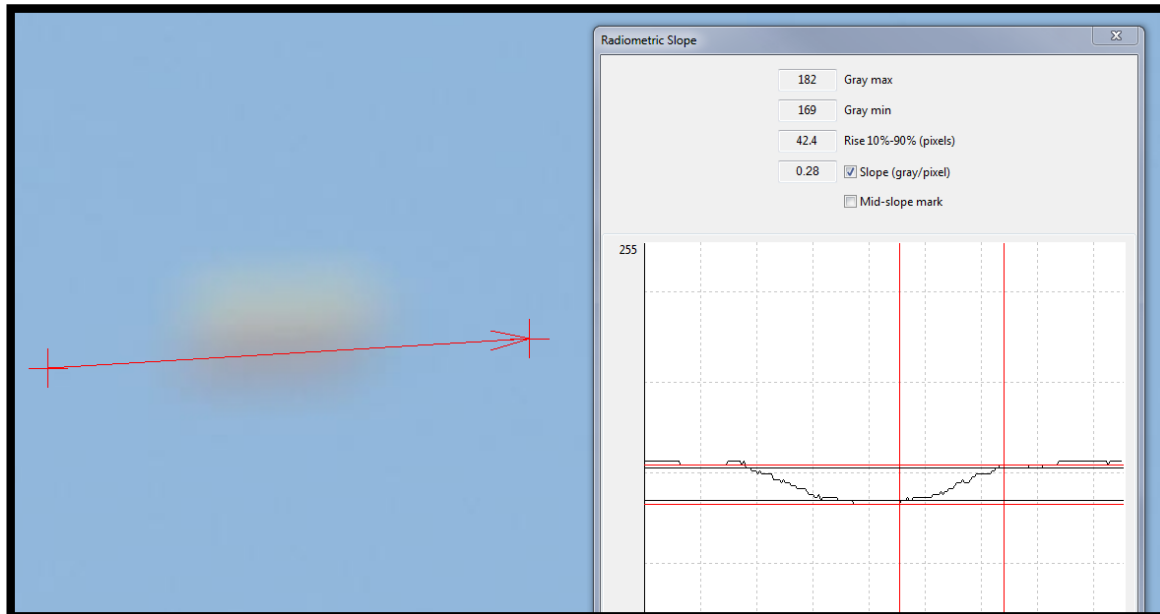 Radiometric Slope
182 Gray max
169 Gray min
42.4 Rise 10%-90% (pixels)
0.28 Slope (gray/pixel)
Mid-slope mark
255